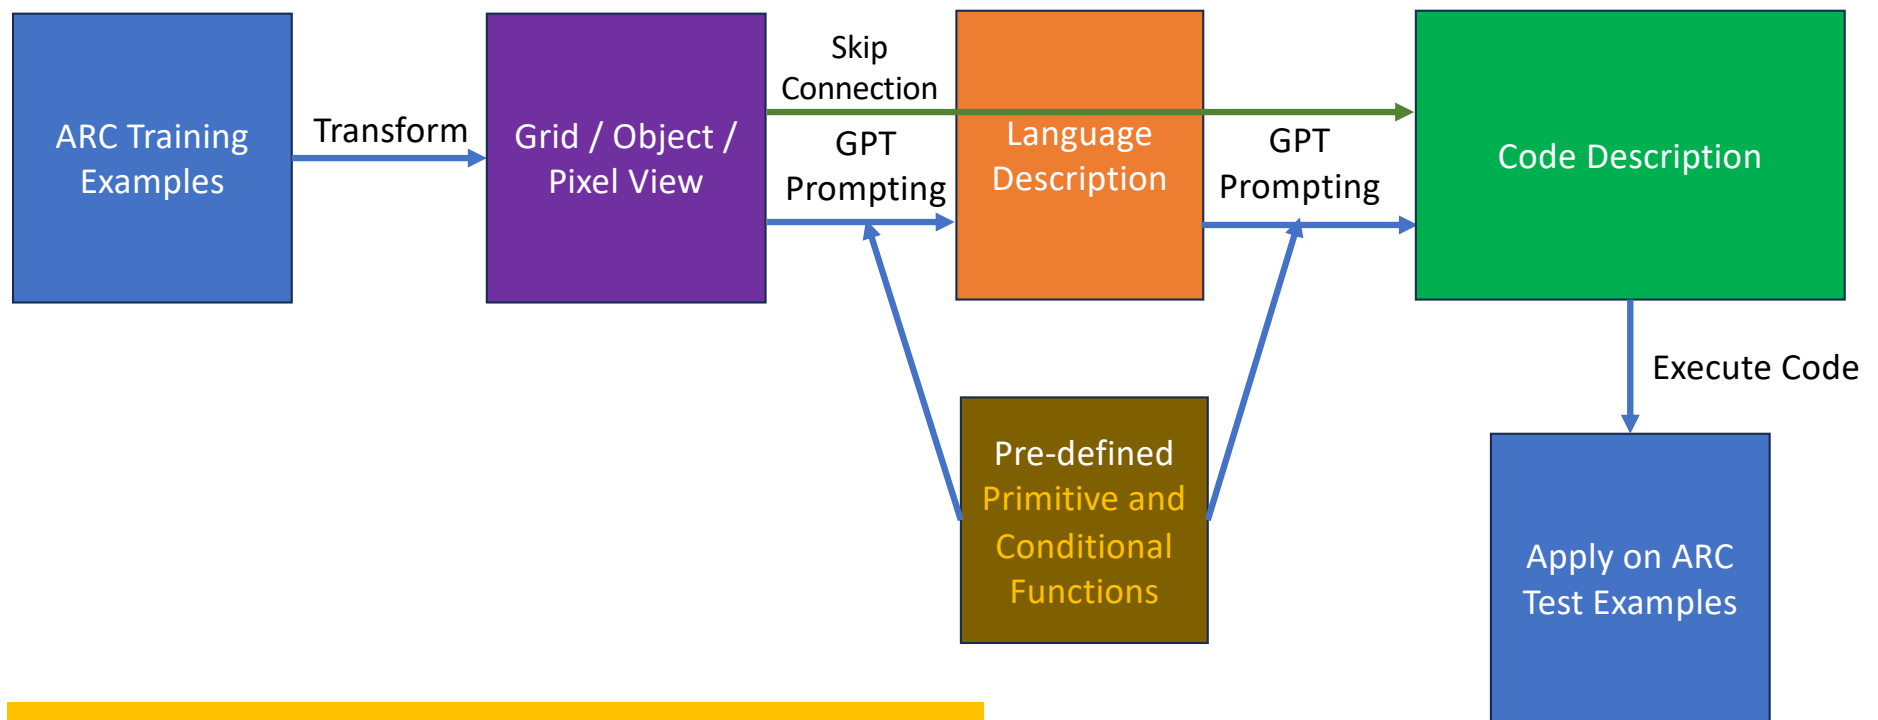 ARC Training
Examples
Transform
Grid / Object /
Pixel View
Skip
Connection
GPT
Prompting
Language
Description
GPT
Prompting
Code Description
Execute Code
Pre-defined
Primitive and
Conditional
Functions
Apply on ARC
Test Examples